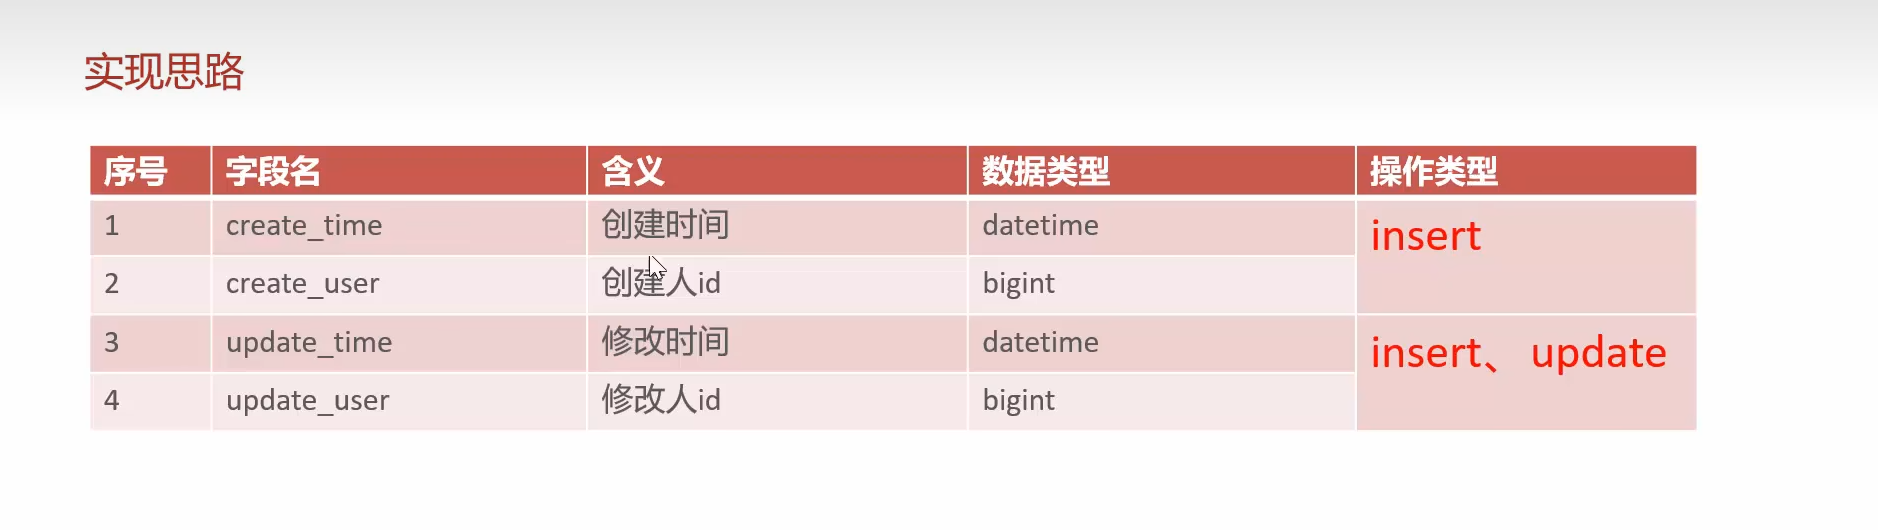 实现思路
序号 字段名 含义 数据类型 操作类型
1 create_time 创建时间 datetime insert
2 create_user 创建人id bigint
3 update_time 修改时间 datetime insert、update
4 update_user 修改人id bigint